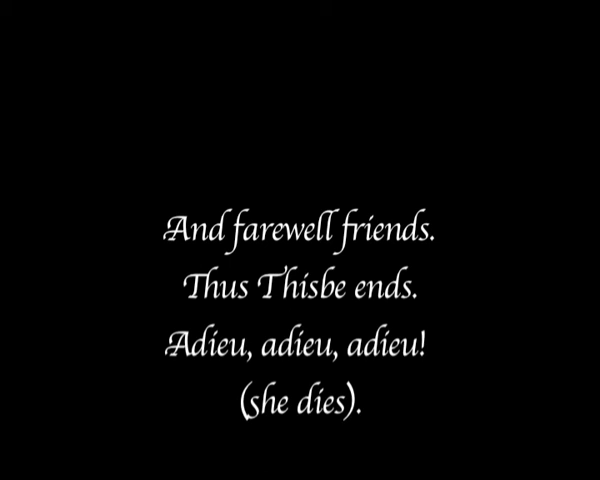 And farewell friends.
Thus Thisbe ends.
Adieu, adieu, adieu!
(she dies).